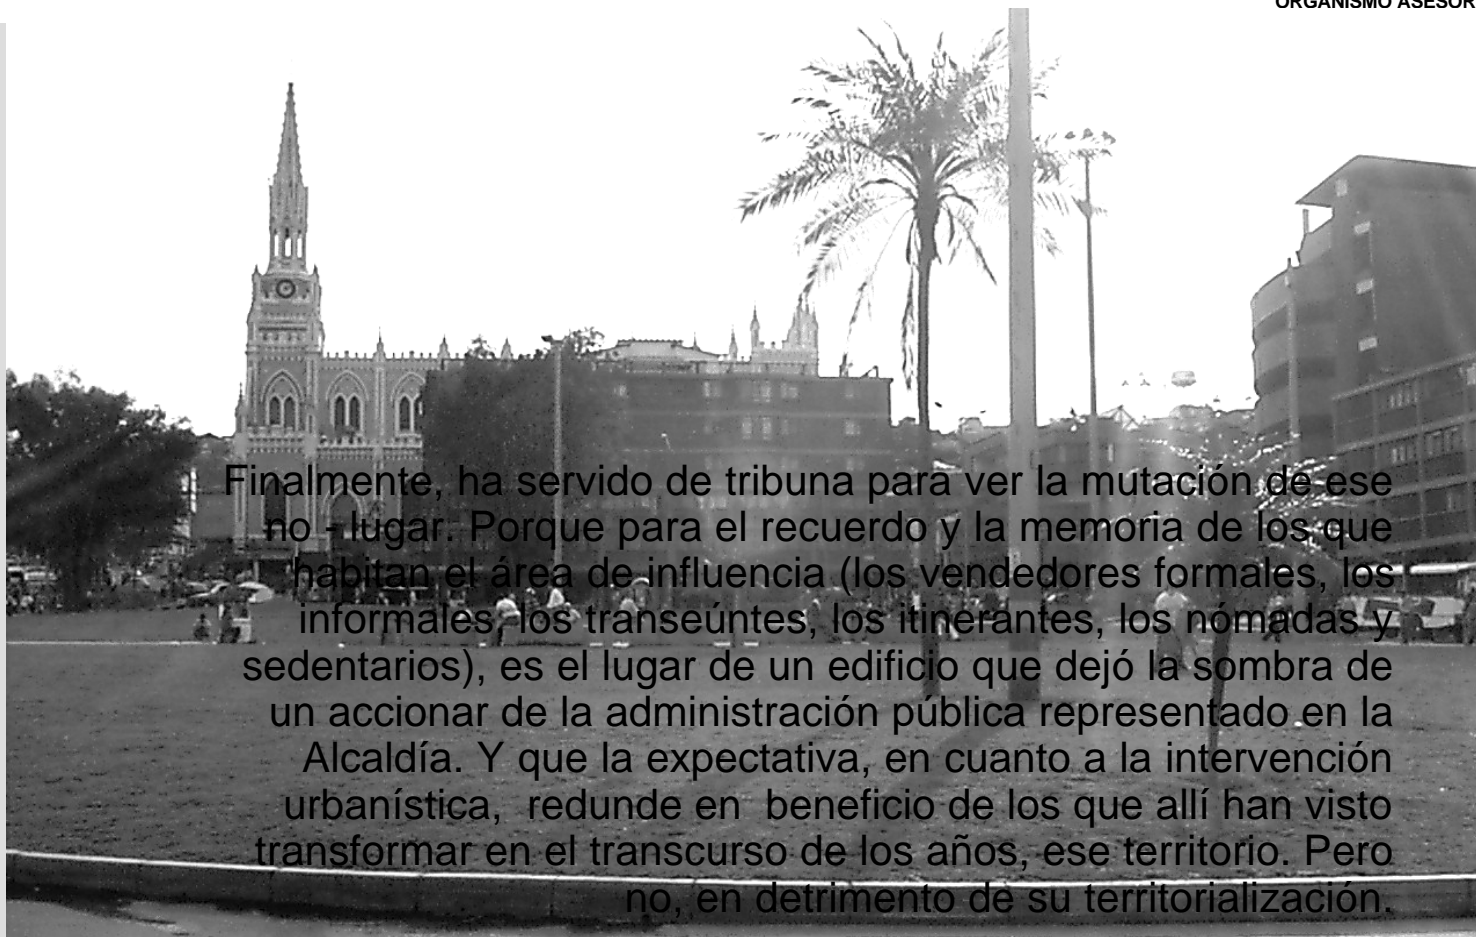 ORGANISMO ASESOR
Finalmente, ha servido de tribuna para ver la mutación de ese
no - lugar. Porque para el recuerdo y la memoria de los que
habitan el área de influencia (los vendedores formales, los
informales, los transeúntes, los itinerantes, los nómadas y
sedentarios), es el lugar de un edificio que dejó la sombra de
un accionar de la administración pública representado en la
Alcaldía. Y que la expectativa, en cuanto a la intervención
urbanística,  redunde en  beneficio de los que allí han visto
transformar en el transcurso de los años, ese territorio. Pero
no, en detrimento de su territorialización.